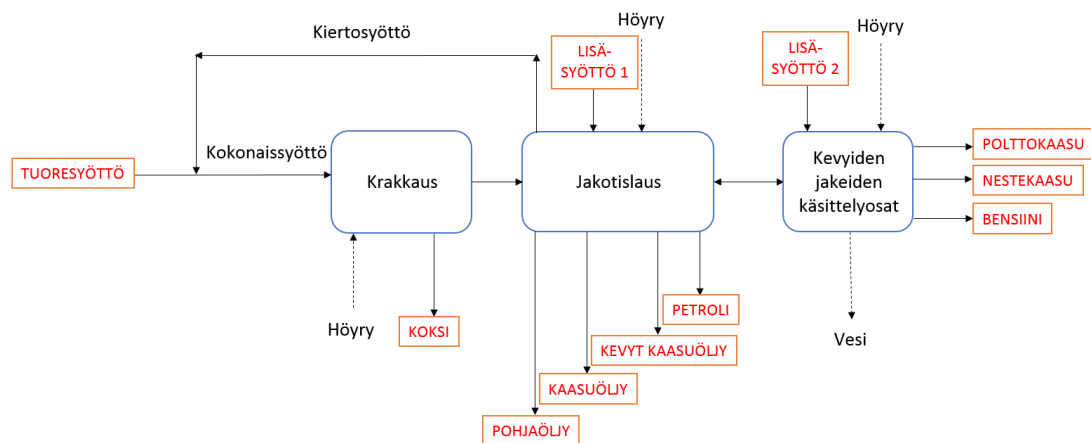 Höyry
Höyry
Kiertosyöttö
LISÄ-
SYÖTTÖ 1
LISÄ-
SYÖTTÖ 2
Kokonaissyöttö
TUORESYÖTTÖ
Krakkaus
Jakotislaus
Kevyiden
jakeiden
käsittelyosat
POLTTOKAASU
NESTEKAASU
BENSIINI
Höyry
KOKSI
PETROLI
KEVYT KAASUÖLJY
KAASUÖLJY
POHJAÖLJY
Vesi